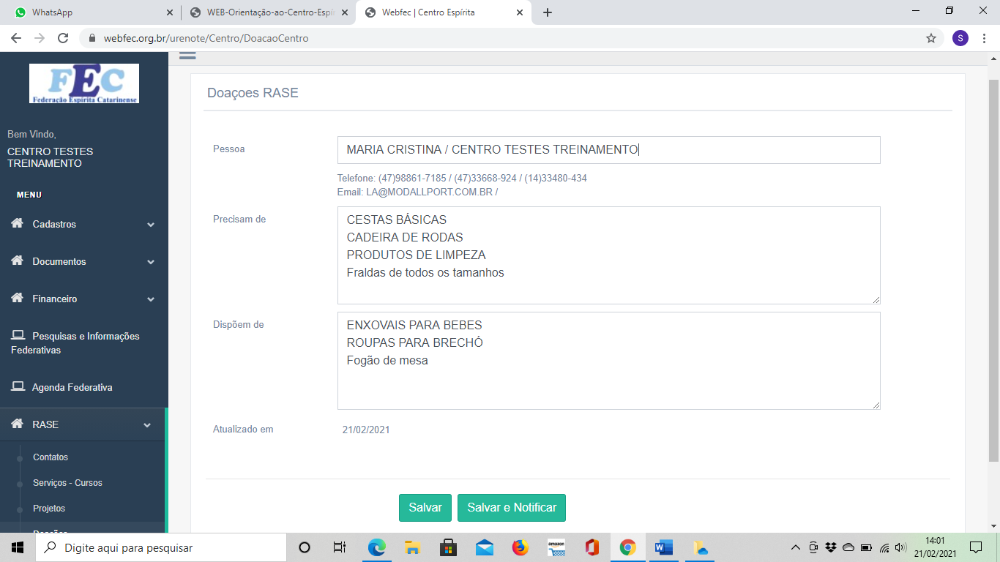 WhatsApp
WEB-Orientação-ao-Centro-Espír
Webfec | Centro Espírita
webfec.org.br/urenote/Centro/DoacaoCentro
S
FEC
Federação Espírita Catarinense
Bem Vindo,
CENTRO TESTES
TREINAMENTO
MENU
Cadastros
Documentos
Financeiro
Pesquisas e Informações
Federativas
Agenda Federativa
RASE
Contatos
Serviços - Cursos
Projetos
Doações
Doaçoes RASE
Pessoa
MARIA CRISTINA / CENTRO TESTES TREINAMENTO
Telefone: (47)98861-7185 / (47)33668-924 / (14)33480-434
Email: LA@MODALLPORT.COM.BR /
Precisam de
CESTAS BÁSICAS
CADEIRA DE RODAS
PRODUTOS DE LIMPEZA
Fraldas de todos os tamanhos
Dispõem de
ENXOVAIS PARA BEBES
ROUPAS PARA BRECHÓ
Fogão de mesa
Atualizado em
21/02/2021
Salvar
Salvar e Notificar
Digite aqui para pesquisar
amazon
14:01
21/02/2021